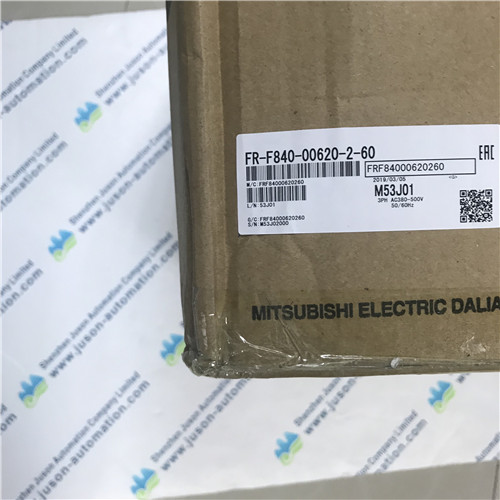 FR-F840-00620-2-60
EAC
M/C:FRF84000620260
FRF84000620260
2019/03/05
L/N:53J01
M53J01
3PH AC380-500V
50/60Hz
O/C:FRF84000620260
S/N:M53J02000
MITSUBISHI ELECTRIC DALIA
Shenzhen Juson Automation Company Limited
www.juson-automation.com